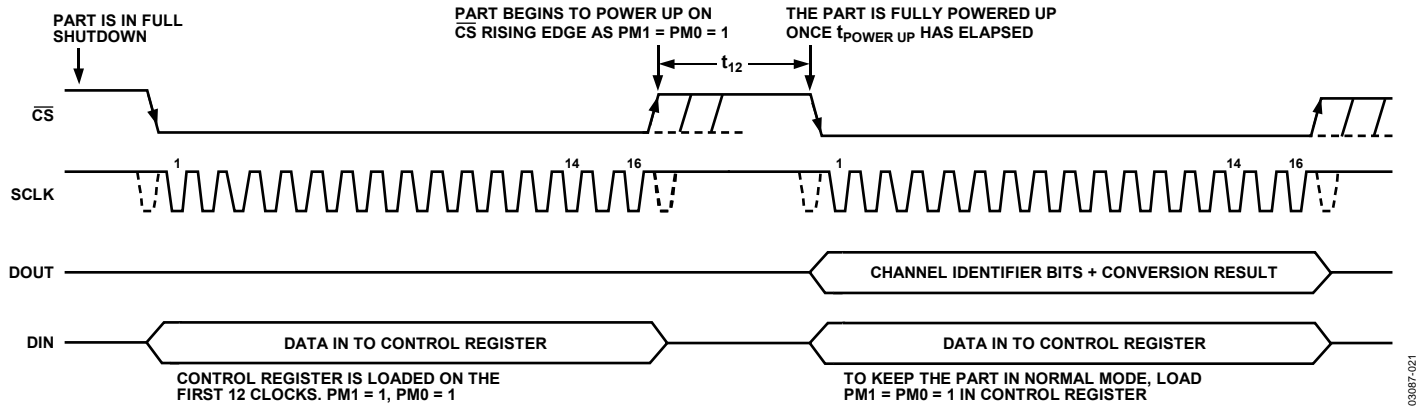 PART IS IN FULL
SHUTDOWN
PART BEGINS TO POWER UP ON
CS RISING EDGE AS PM1 = PM0 = 1
THE PART IS FULLY POWERED UP
ONCE tPOWER UP HAS ELAPSED
t12
CS
SCLK
1
14
16
1
14
16
DOUT
CHANNEL IDENTIFIER BITS + CONVERSION RESULT
DIN
DATA IN TO CONTROL REGISTER
DATA IN TO CONTROL REGISTER
CONTROL REGISTER IS LOADED ON THE
FIRST 12 CLOCKS. PM1 = 1, PM0 = 1
TO KEEP THE PART IN NORMAL MODE, LOAD
PM1 = PM0 = 1 IN CONTROL REGISTER
03087-021